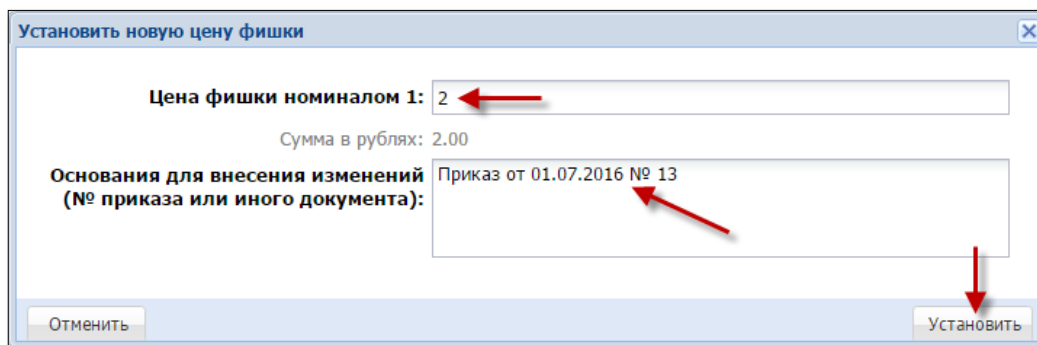 Установить новую цену фишки
Цена фишки номиналом 1: 2
Сумма в рублях: 2.00
Основания для внесения изменений Приказ от 01.07.2016 № 13
(№ приказа или иного документа):
Отменить Установить